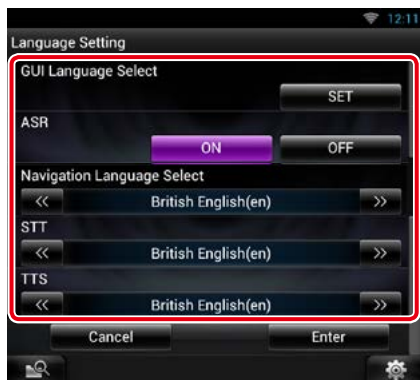 12:11
Language Setting
GUI Language Select
SET
ASR
ON OFF
Navigation Language Select
<< British English(en) >>
STT
<< British English(en) >>
TTS
<< British English(en) >>
Cancel Enter